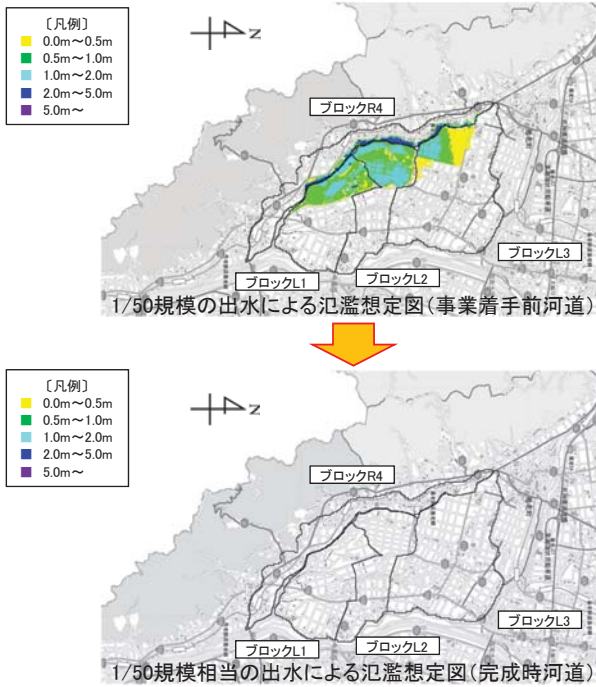 〔凡例〕
0.0m～0.5m
0.5m～1.0m
1.0m～2.0m
2.0m～5.0m
5.0m～
N
ブロックR4
ブロックL3
ブロックL1
ブロックL2
1/50規模の出水による氾濫想定図(事業着手前河道)
〔凡例〕
0.0m～0.5m
0.5m～1.0m
1.0m～2.0m
2.0m～5.0m
5.0m～
N
ブロックR4
ブロックL3
ブロックL1
ブロックL2
1/50規模相当の出水による氾濫想定図(完成時河道)